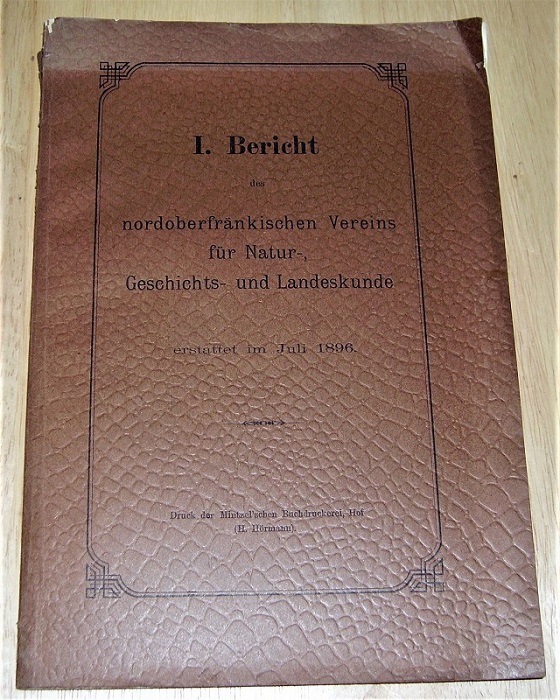 I. Bericht
des
nordoberfränkischen Vereins
für Natur-,
Geschichts- und Landeskunde
erstattet im Juli 1896.
Druck der Mintzel'schen Buchdruckerei, Hof
(H. Hörmann).